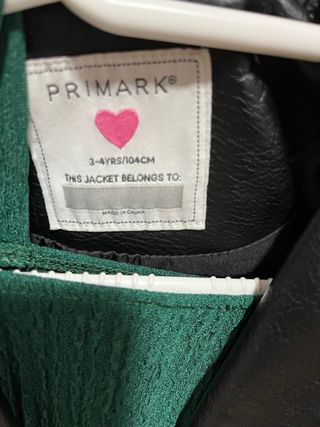 PRIMARK®
3-4YRS/104CM
THIS JACKET BELONGS TO:
MADE IN CHINA